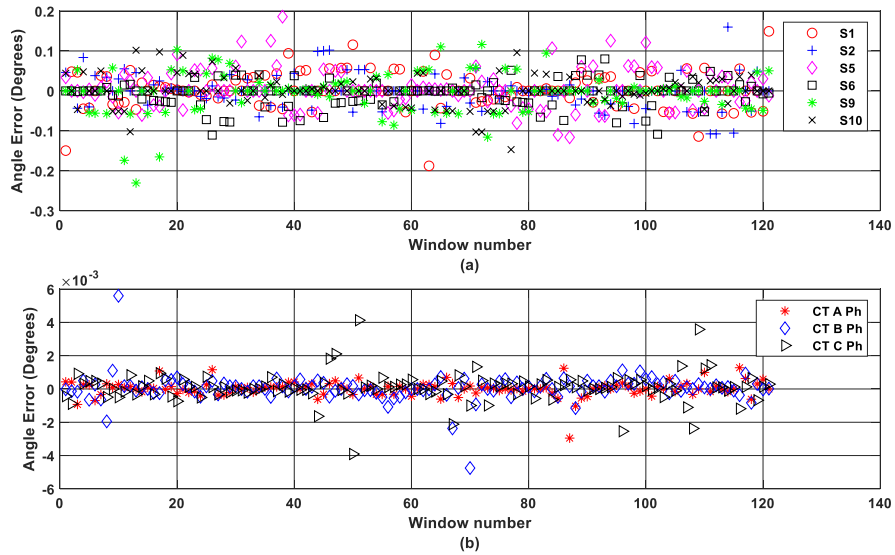 0.2
0.1
0
-0.1
-0.2
-0.3
Angle Error (Degrees)
0 20 40 60 80 100 120 140
Window number
(a)
S1
S2
S5
S6
S9
S10
×10-3
6
4
2
0
-2
-4
-6
Angle Error (Degrees)
0 20 40 60 80 100 120 140
Window number
(b)
CT A Ph
CT B Ph
CT C Ph